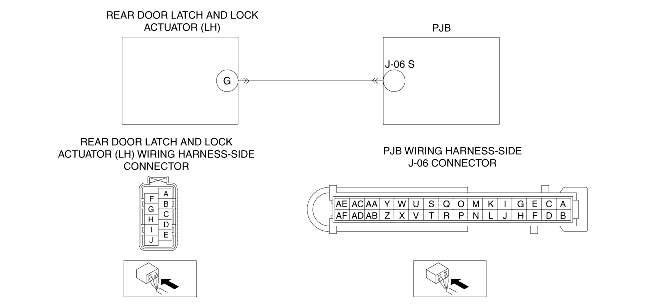 REAR DOOR LATCH AND LOCK
ACTUATOR (LH)
PJB
G
J-06 S
REAR DOOR LATCH AND LOCK
ACTUATOR (LH) WIRING HARNESS-SIDE
CONNECTOR
PJB WIRING HARNESS-SIDE
J-06 CONNECTOR
A
F
B
G
C
H
D
I
E
J
AE AC AA Y W U S Q O M K I G E C A
AF AD AB Z X V T R P N L J H F D B